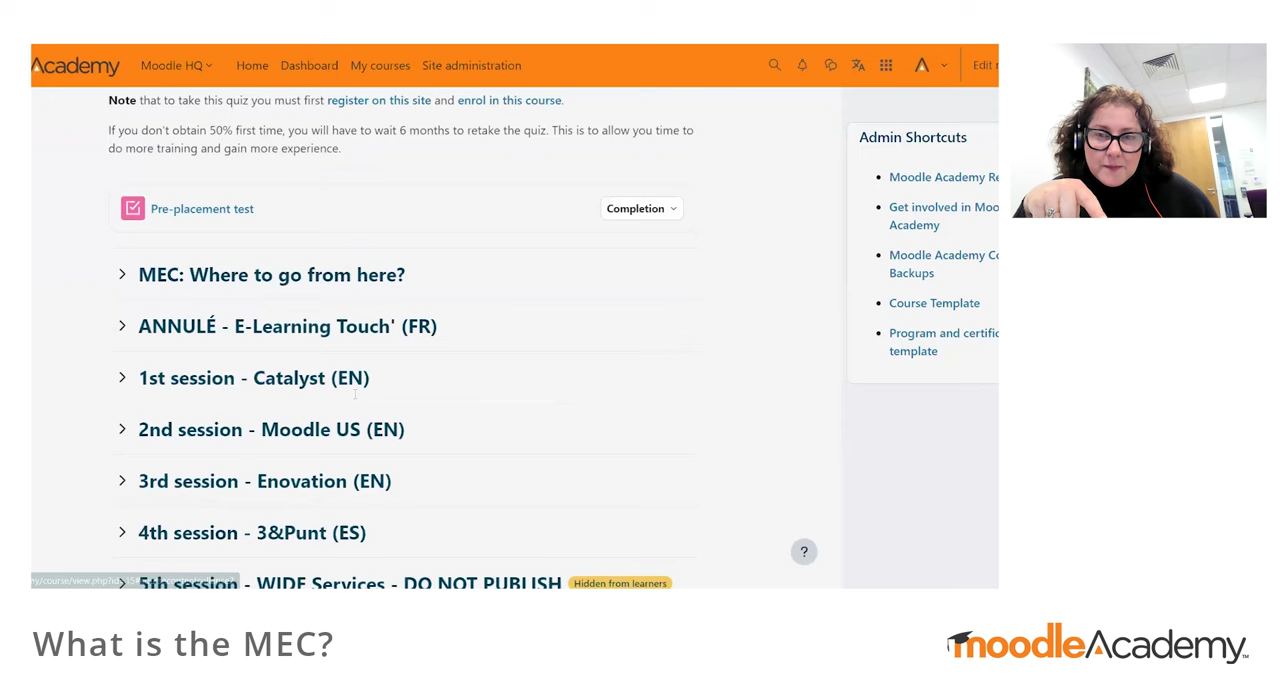 Academy
Moodle HQ
Home
Dashboard
My courses
Site administration
Edit
Note that to take this quiz you must first register on this site and enrol in this course.
If you don't obtain 50% first time, you will have to wait 6 months to retake the quiz. This is to allow you time to
do more training and gain more experience.
Pre-placement test
Completion
MEC: Where to go from here?
ANNULÉ - E-Learning Touch' (FR)
1st session - Catalyst (EN)
2nd session - Moodle US (EN)
3rd session - Enovation (EN)
4th session - 3&Punt (ES)
5th session - WIDE Services - DO NOT PUBLISH
Hidden from learners
Admin Shortcuts
Moodle Academy Re
Get involved in Moo
Academy
Moodle Academy Co
Backups
Course Template
Program and certific
template
?
What is the MEC?
moodleAcademy™